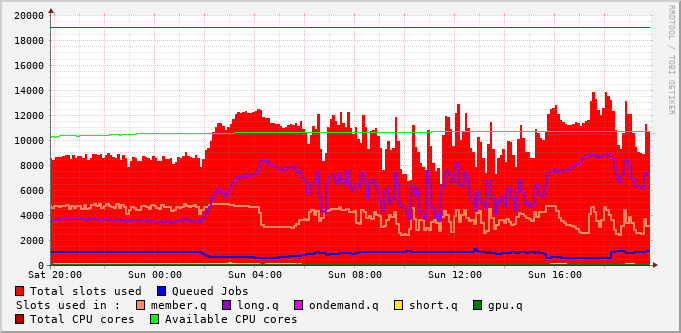 20000
18000
16000
14000
12000
10000
8000
6000
4000
2000
0
Sat 20:00 Sun 00:00 Sun 04:00 Sun 08:00 Sun 12:00 Sun 16:00
RRDTOOL / TOBI OETIKER
Total slots used Queued Jobs
Slots used in : member.q long.q ondemand.q short.q gpu.q
Total CPU cores Available CPU cores